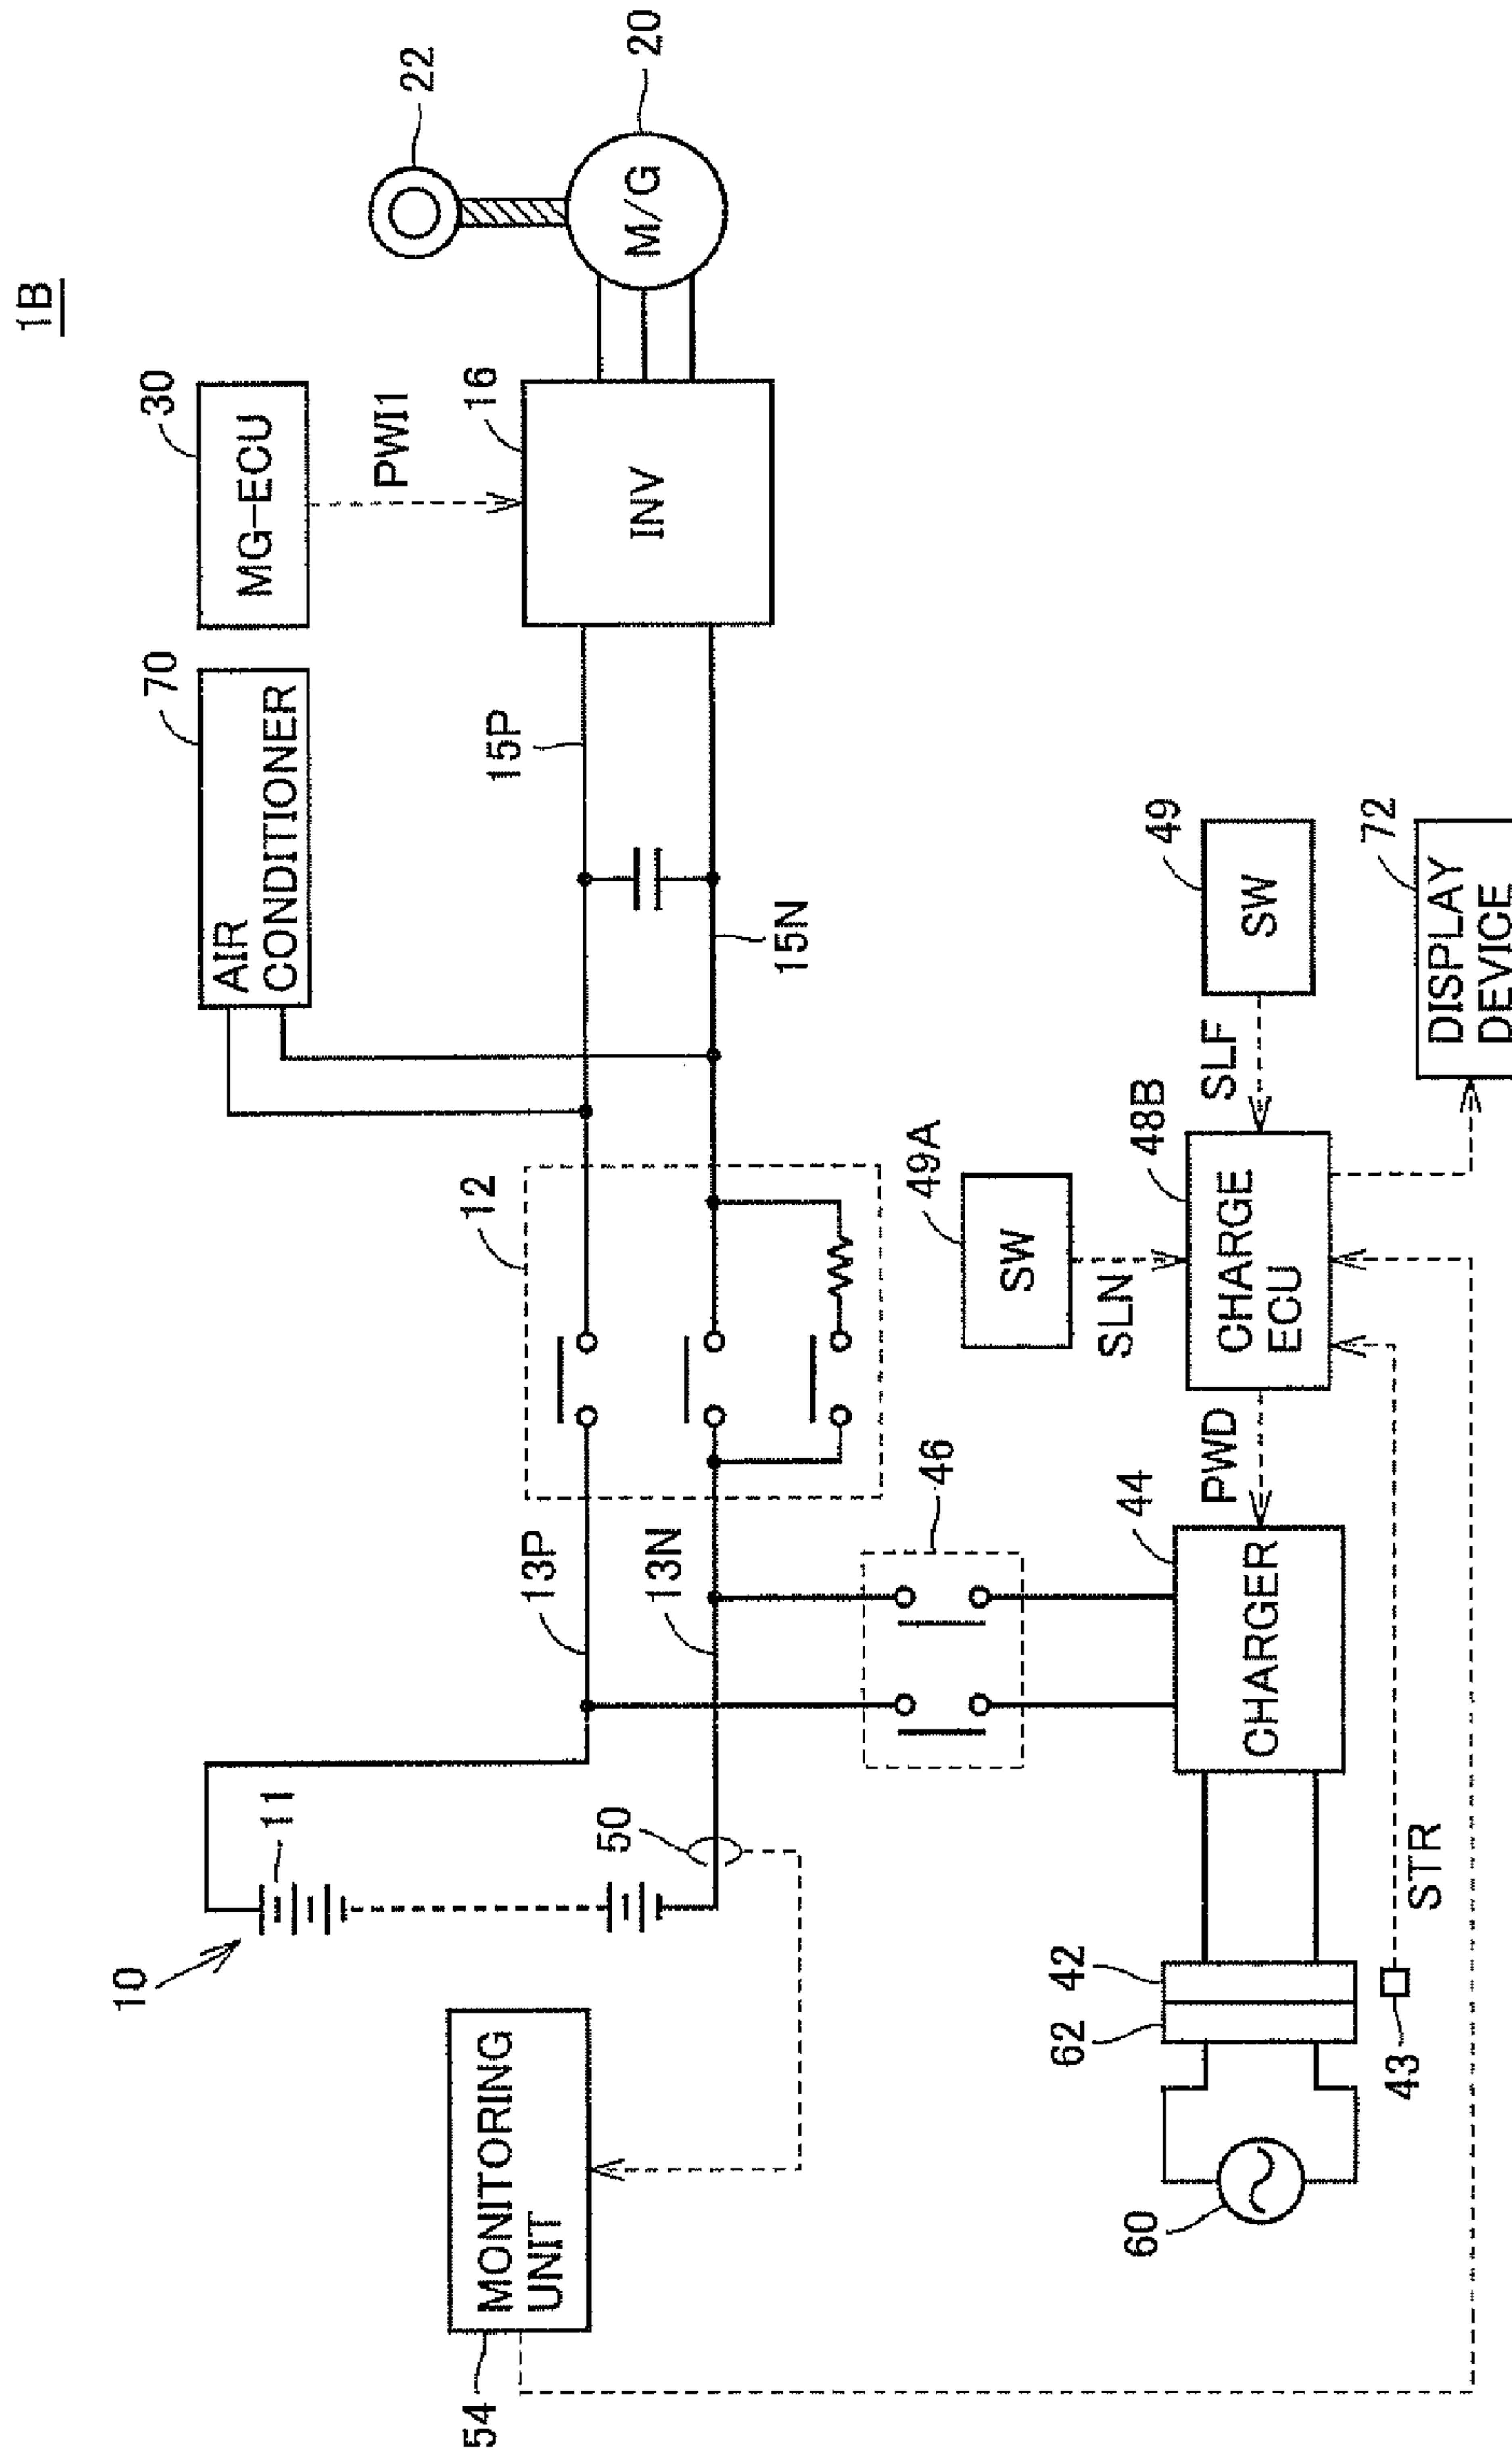 1B
22
20
M/G
30
MG-ECU
PWI1
16
INV
70
AIR
CONDITIONER
15P
15N
12
49
SW
SLF
72
DISPLAY
DEVICE
49A
SW
SLN
48B
CHARGE
ECU
PWD
13P
13N
46
44
CHARGER
10
11
50
MONITORING
UNIT
54
42
62
43
STR
60